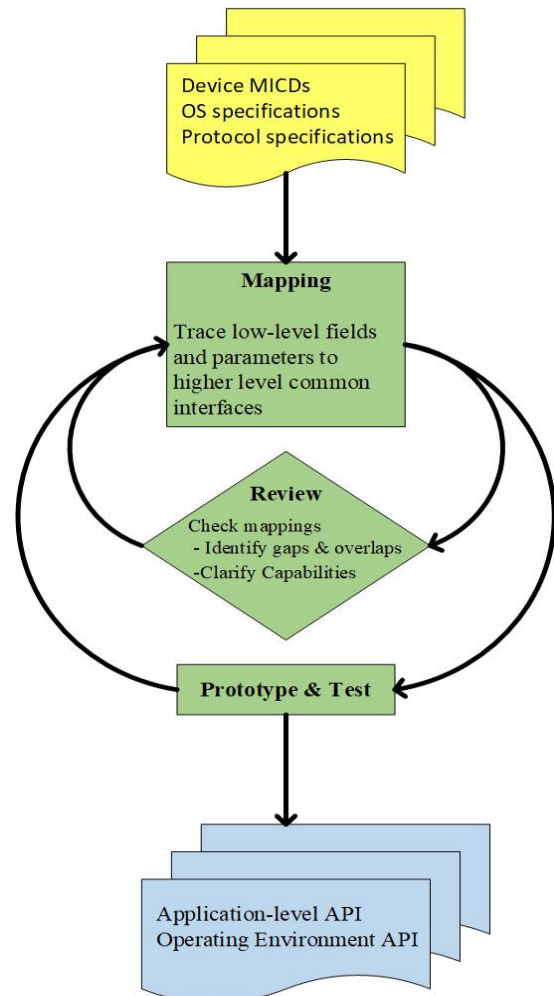 Device MICDs
OS specifications
Protocol specifications
Mapping
Trace low-level fields
and parameters to
higher level common
interfaces
Review
Check mappings
- Identify gaps & overlaps
-Clarify Capabilities
Prototype & Test
Application-level API
Operating Environment API